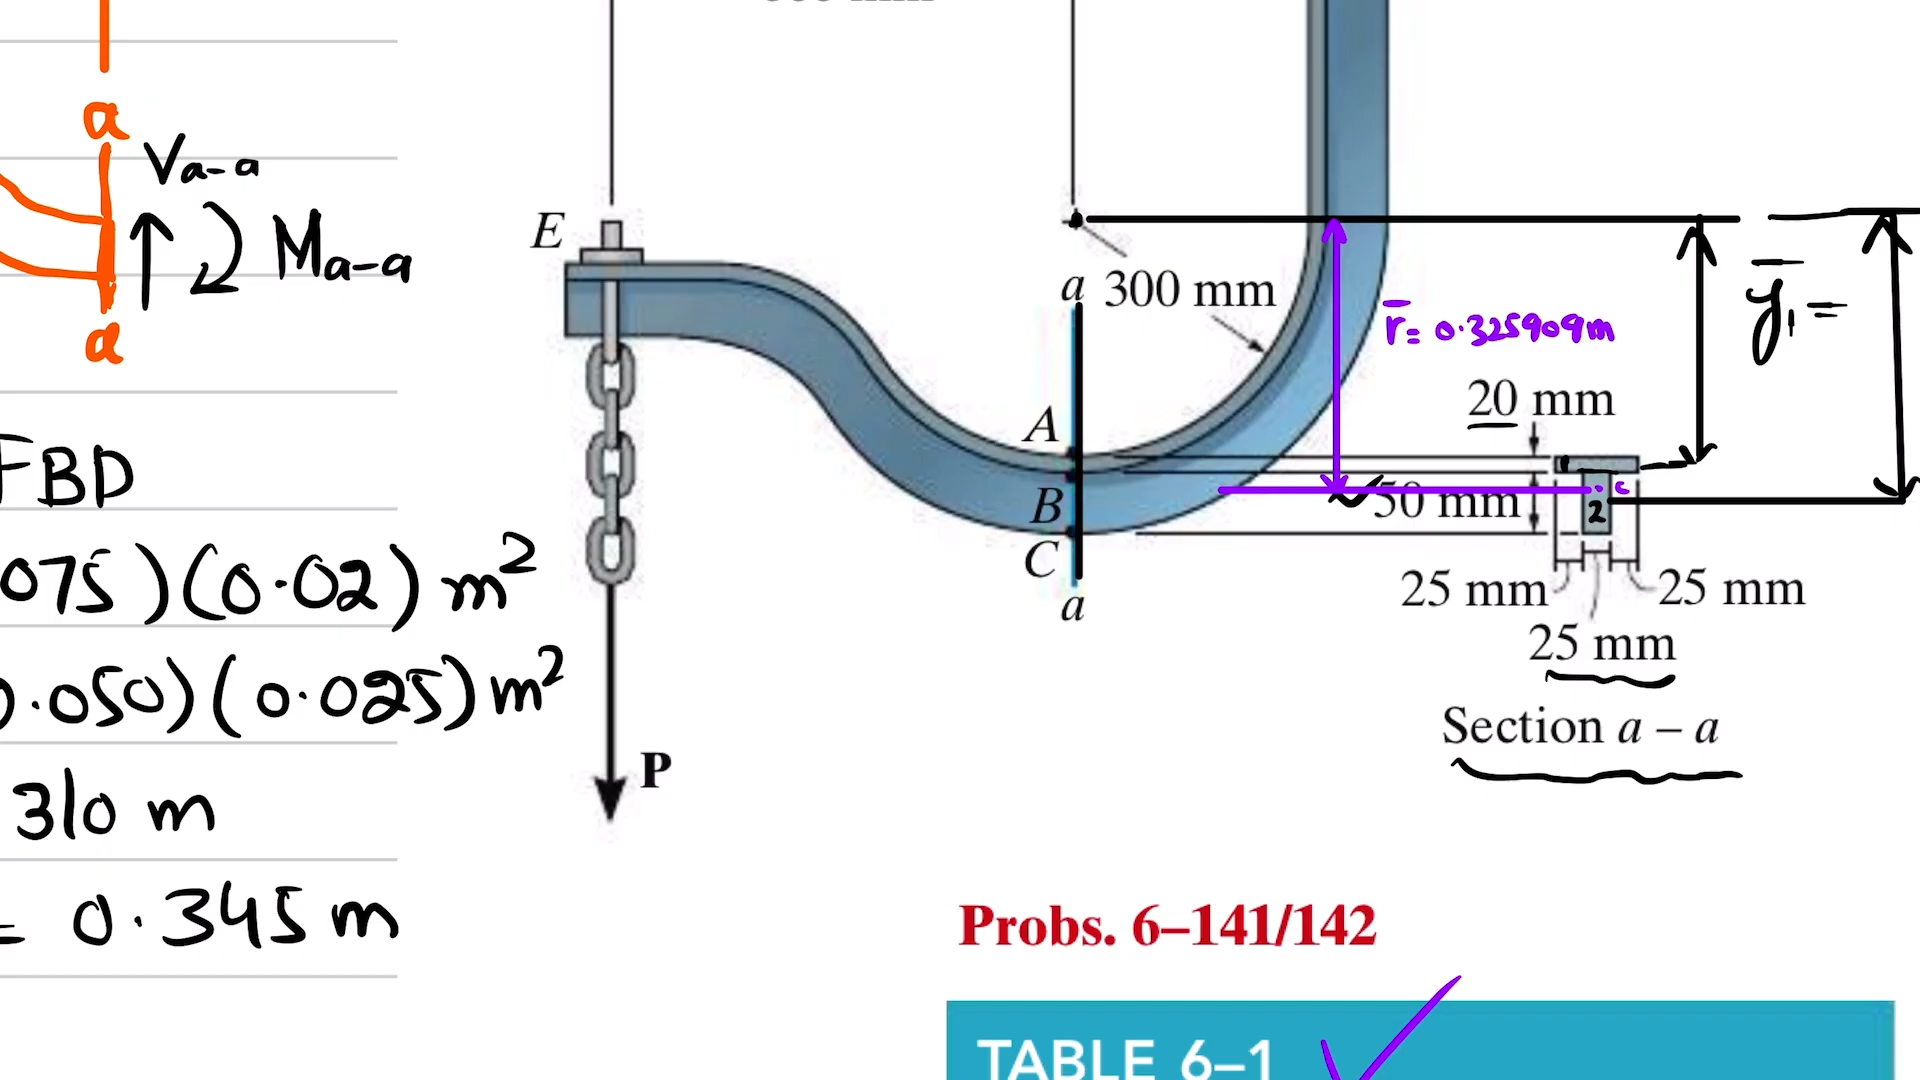 a
Va-a
Ma-a
a
FBD
075)(0.02) m²
0.050)(0.025) m²
310 m
= 0.345 m
E
P
a
300 mm
A
B
C
a
r̄ = 0.325909m
ȳ₁ =
20 mm
1
50 mm
c
2
25 mm
25 mm
25 mm
Section a – a
Probs. 6–141/142
TABLE 6–1